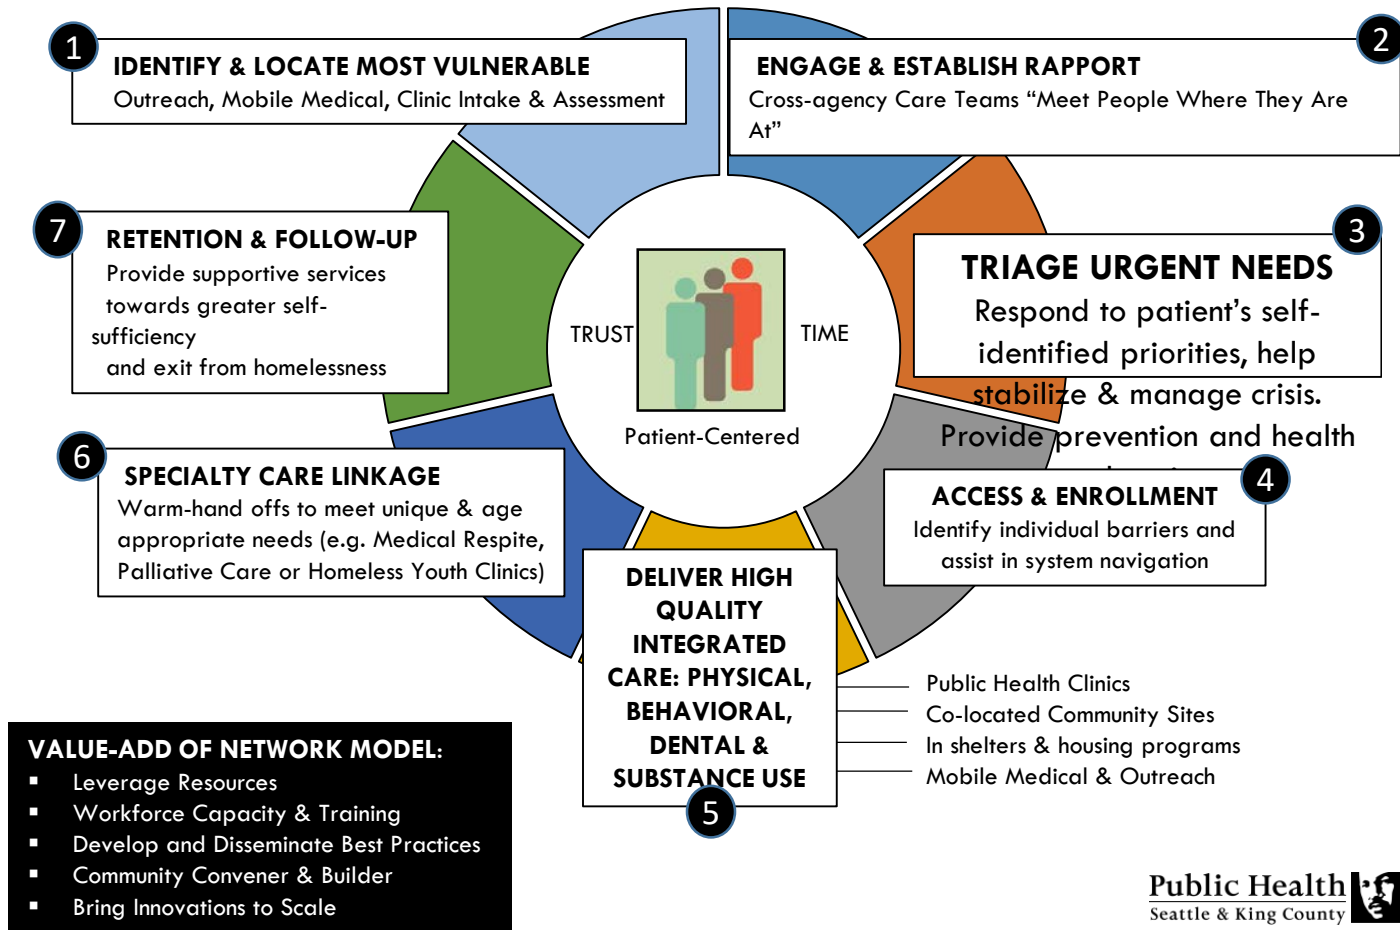 1
IDENTIFY & LOCATE MOST VULNERABLE
Outreach, Mobile Medical, Clinic Intake & Assessment
2
ENGAGE & ESTABLISH RAPPORT
Cross-agency Care Teams “Meet People Where They Are
At”
3
TRIAGE URGENT NEEDS
Respond to patient’s self-
identified priorities, help
stabilize & manage crisis.
Provide prevention and health
4
ACCESS & ENROLLMENT
Identify individual barriers and
assist in system navigation
DELIVER HIGH
QUALITY
INTEGRATED
CARE: PHYSICAL,
BEHAVIORAL,
DENTAL &
SUBSTANCE USE
5
Public Health Clinics
Co-located Community Sites
In shelters & housing programs
Mobile Medical & Outreach
6
SPECIALTY CARE LINKAGE
Warm-hand offs to meet unique & age
appropriate needs (e.g. Medical Respite,
Palliative Care or Homeless Youth Clinics)
7
RETENTION & FOLLOW-UP
Provide supportive services
towards greater self-
sufficiency
and exit from homelessness
TRUST
TIME
Patient-Centered
VALUE-ADD OF NETWORK MODEL:
▪ Leverage Resources
▪ Workforce Capacity & Training
▪ Develop and Disseminate Best Practices
▪ Community Convener & Builder
▪ Bring Innovations to Scale
Public Health
Seattle & King County